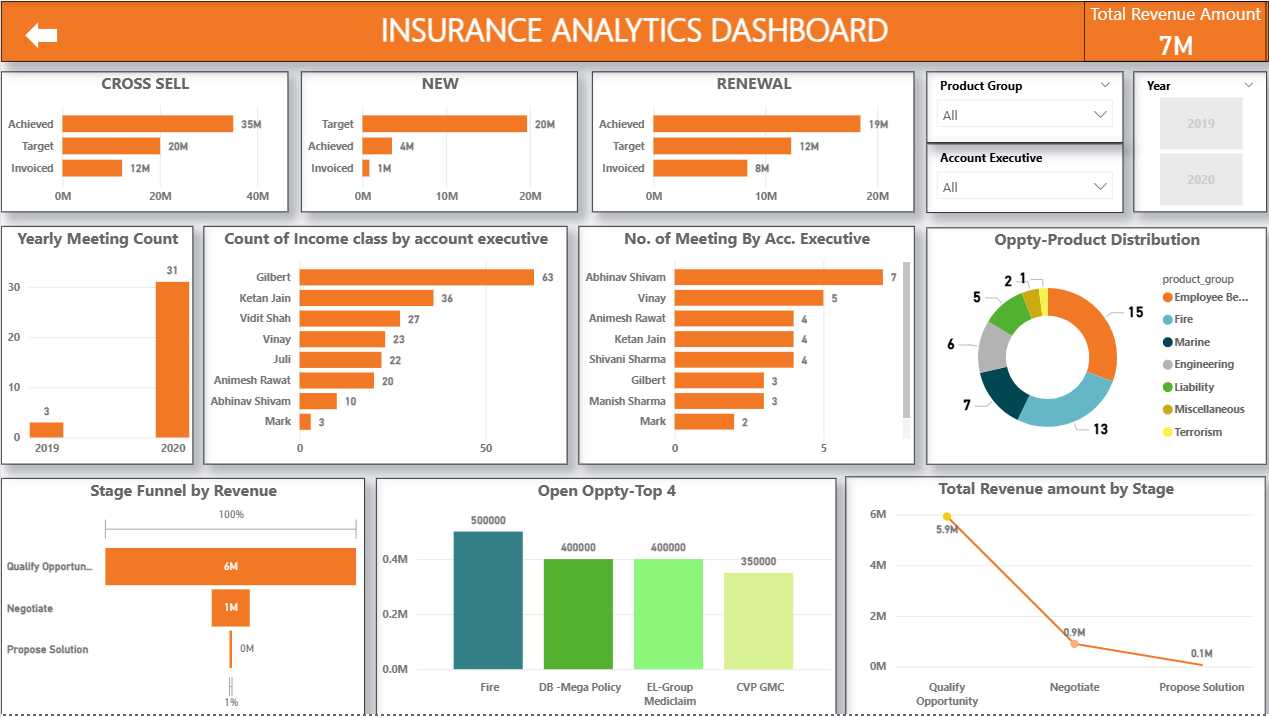 INSURANCE ANALYTICS DASHBOARD
Total Revenue Amount
7M
CROSS SELL
Achieved 35M
Target 20M
Invoiced 12M
0M 20M 40M
NEW
Target 20M
Achieved 4M
Invoiced 1M
0M 10M 20M
RENEWAL
Achieved 19M
Target 12M
Invoiced 8M
0M 10M 20M
Product Group
All
Account Executive
All
Year
2019
2020
Yearly Meeting Count
30
20
10
0
3
31
2019 2020
Count of Income class by account executive
Gilbert 63
Ketan Jain 36
Vidit Shah 27
Vinay 23
Juli 22
Animesh Rawat 20
Abhinav Shivam 10
Mark 3
0 50
No. of Meeting By Acc. Executive
Abhinav Shivam 7
Vinay 5
Animesh Rawat 4
Ketan Jain 4
Shivani Sharma 4
Gilbert 3
Manish Sharma 3
Mark 2
0 5
Oppty-Product Distribution
15
13
7
6
5
2
1
product_group
Employee Be...
Fire
Marine
Engineering
Liability
Miscellaneous
Terrorism
Stage Funnel by Revenue
100%
Qualify Opportun... 6M
Negotiate 1M
Propose Solution 0M
1%
Open Oppty-Top 4
0.4M
0.2M
0.0M
500000
400000
400000
350000
Fire
DB -Mega Policy
EL-Group
Mediclaim
CVP GMC
Total Revenue amount by Stage
6M
4M
2M
0M
5.9M
0.9M
0.1M
Qualify
Opportunity
Negotiate
Propose Solution